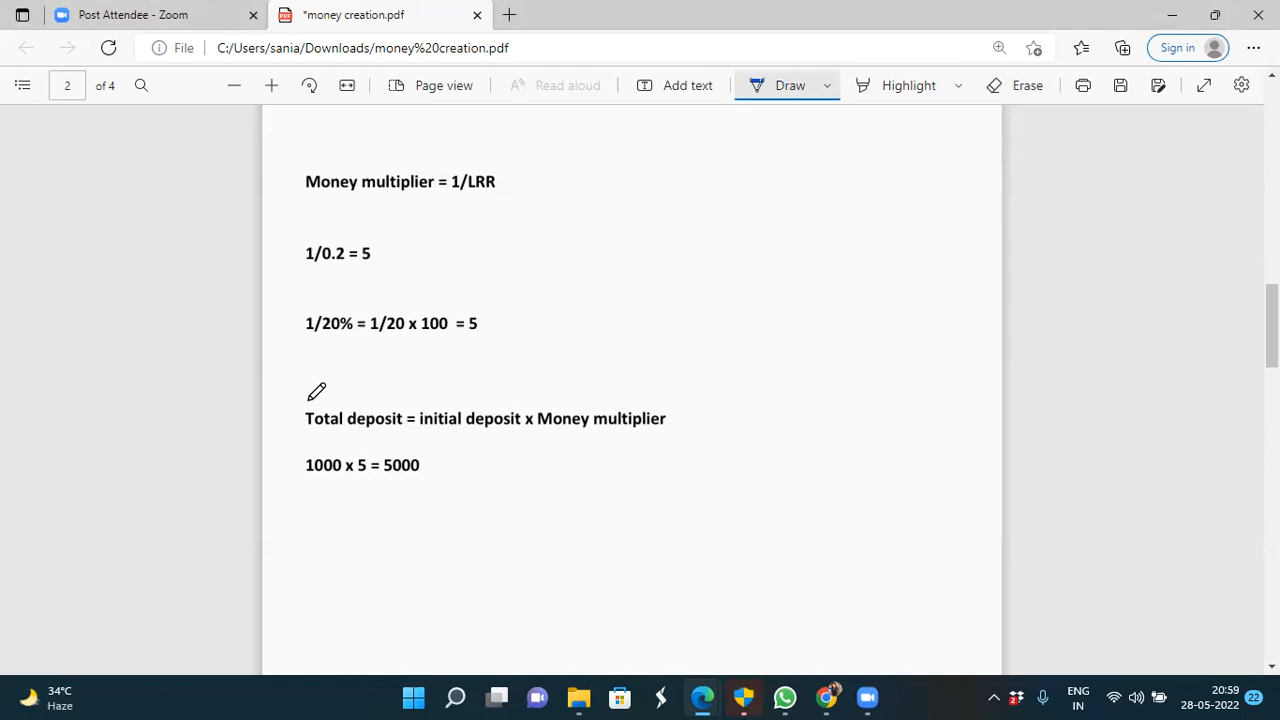 Post Attendee - Zoom
*money creation.pdf
File C:/Users/sania/Downloads/money%20creation.pdf Sign in
2 of 4 Page view Read aloud Add text Draw Highlight Erase
Money multiplier = 1/LRR
1/0.2 = 5
1/20% = 1/20 x 100 = 5
Total deposit = initial deposit x Money multiplier
1000 x 5 = 5000
34°C
Haze
ENG
IN
20:59
28-05-2022
22